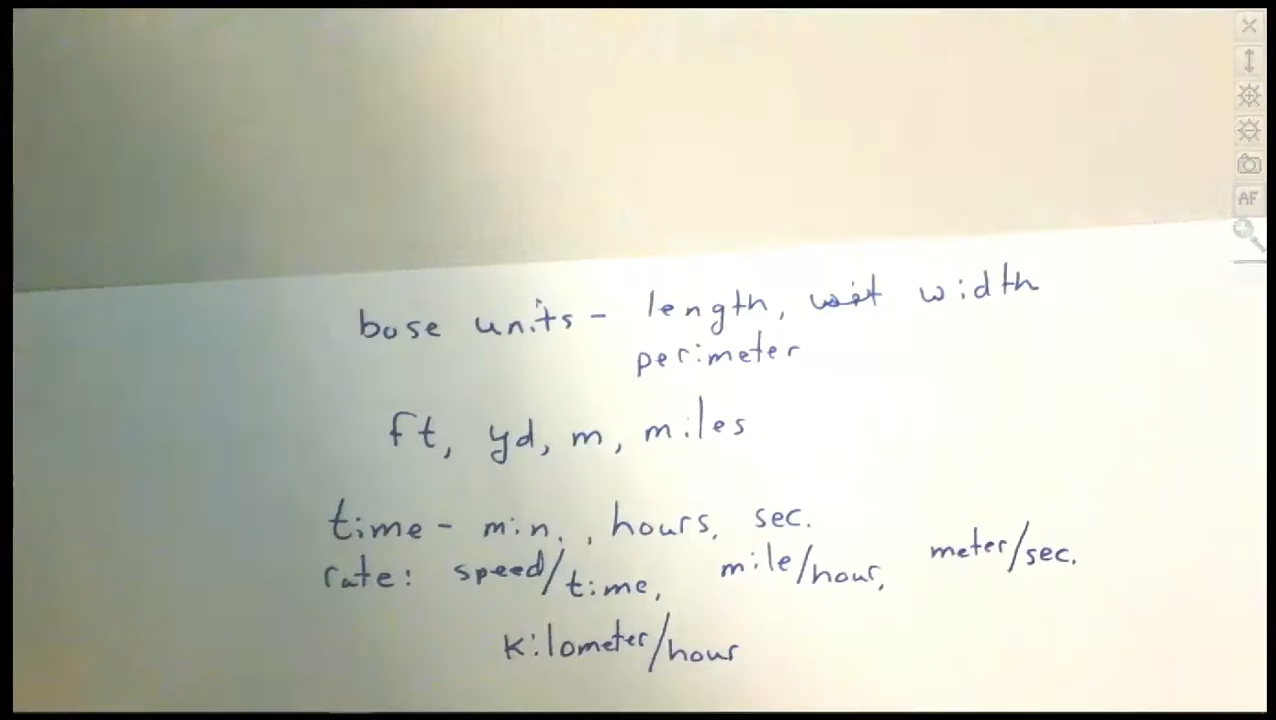 base units - length, width
perimeter
ft, yd, m, miles
time - min., hours, sec.
rate: speed/time, mile/hour, meter/sec.
kilometer/hour
AF